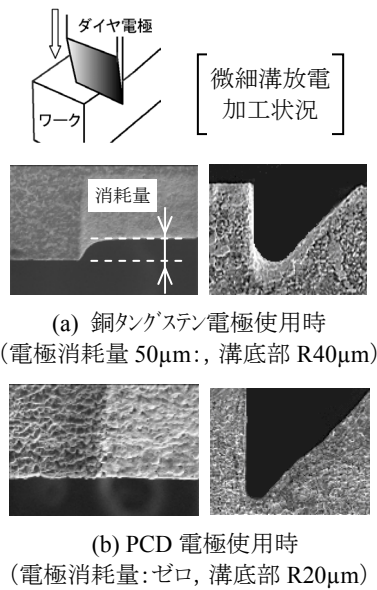 ダイヤ電極
ワーク
微細溝放電
加工状況
消耗量
(a) 銅タングステン電極使用時
(電極消耗量 50μm:, 溝底部 R40μm)
(b) PCD 電極使用時
(電極消耗量:ゼロ, 溝底部 R20μm)